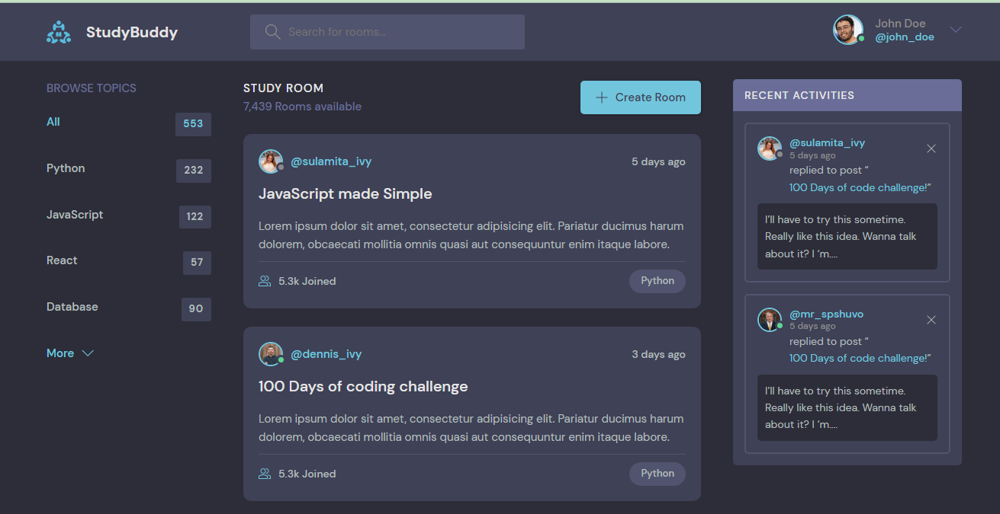 StudyBuddy
Search for rooms...
John Doe
@john_doe
BROWSE TOPICS
All 553
Python 232
JavaScript 122
React 57
Database 90
More
STUDY ROOM
7,439 Rooms available
Create Room
@sulamita_ivy 5 days ago
JavaScript made Simple
Lorem ipsum dolor sit amet, consectetur adipisicing elit. Pariatur ducimus harum
dolorem, obcaecati mollitia omnis quasi aut consequuntur enim itaque labore.
5.3k Joined Python
@dennis_ivy 3 days ago
100 Days of coding challenge
Lorem ipsum dolor sit amet, consectetur adipisicing elit. Pariatur ducimus harum
dolorem, obcaecati mollitia omnis quasi aut consequuntur enim itaque labore.
5.3k Joined Python
RECENT ACTIVITIES
@sulamita_ivy
5 days ago
replied to post “
100 Days of code challenge!”
I’ll have to try this sometime.
Really like this idea. Wanna talk
about it? I ‘m....
@mr_spshuvo
5 days ago
replied to post “
100 Days of code challenge!”
I’ll have to try this sometime.
Really like this idea. Wanna talk
about it? I ‘m....